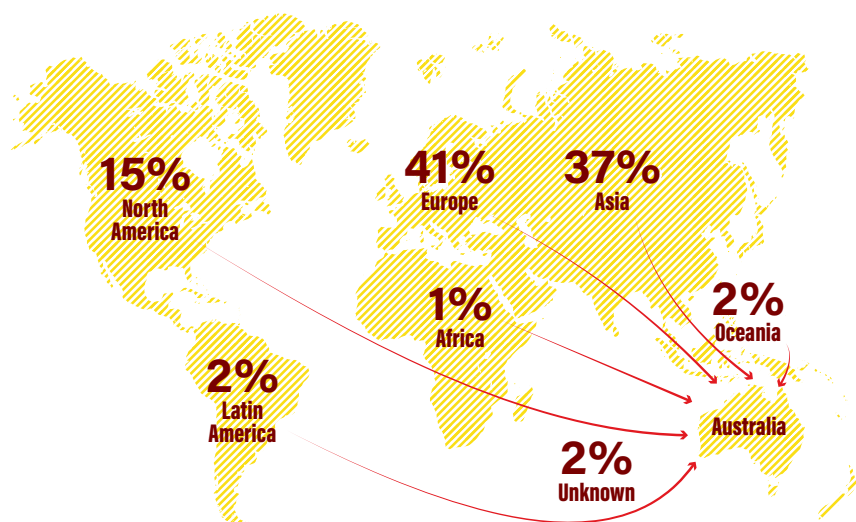 15%
North
America
41%
Europe
37%
Asia
1%
Africa
2%
Oceania
2%
Latin
America
Australia
2%
Unknown